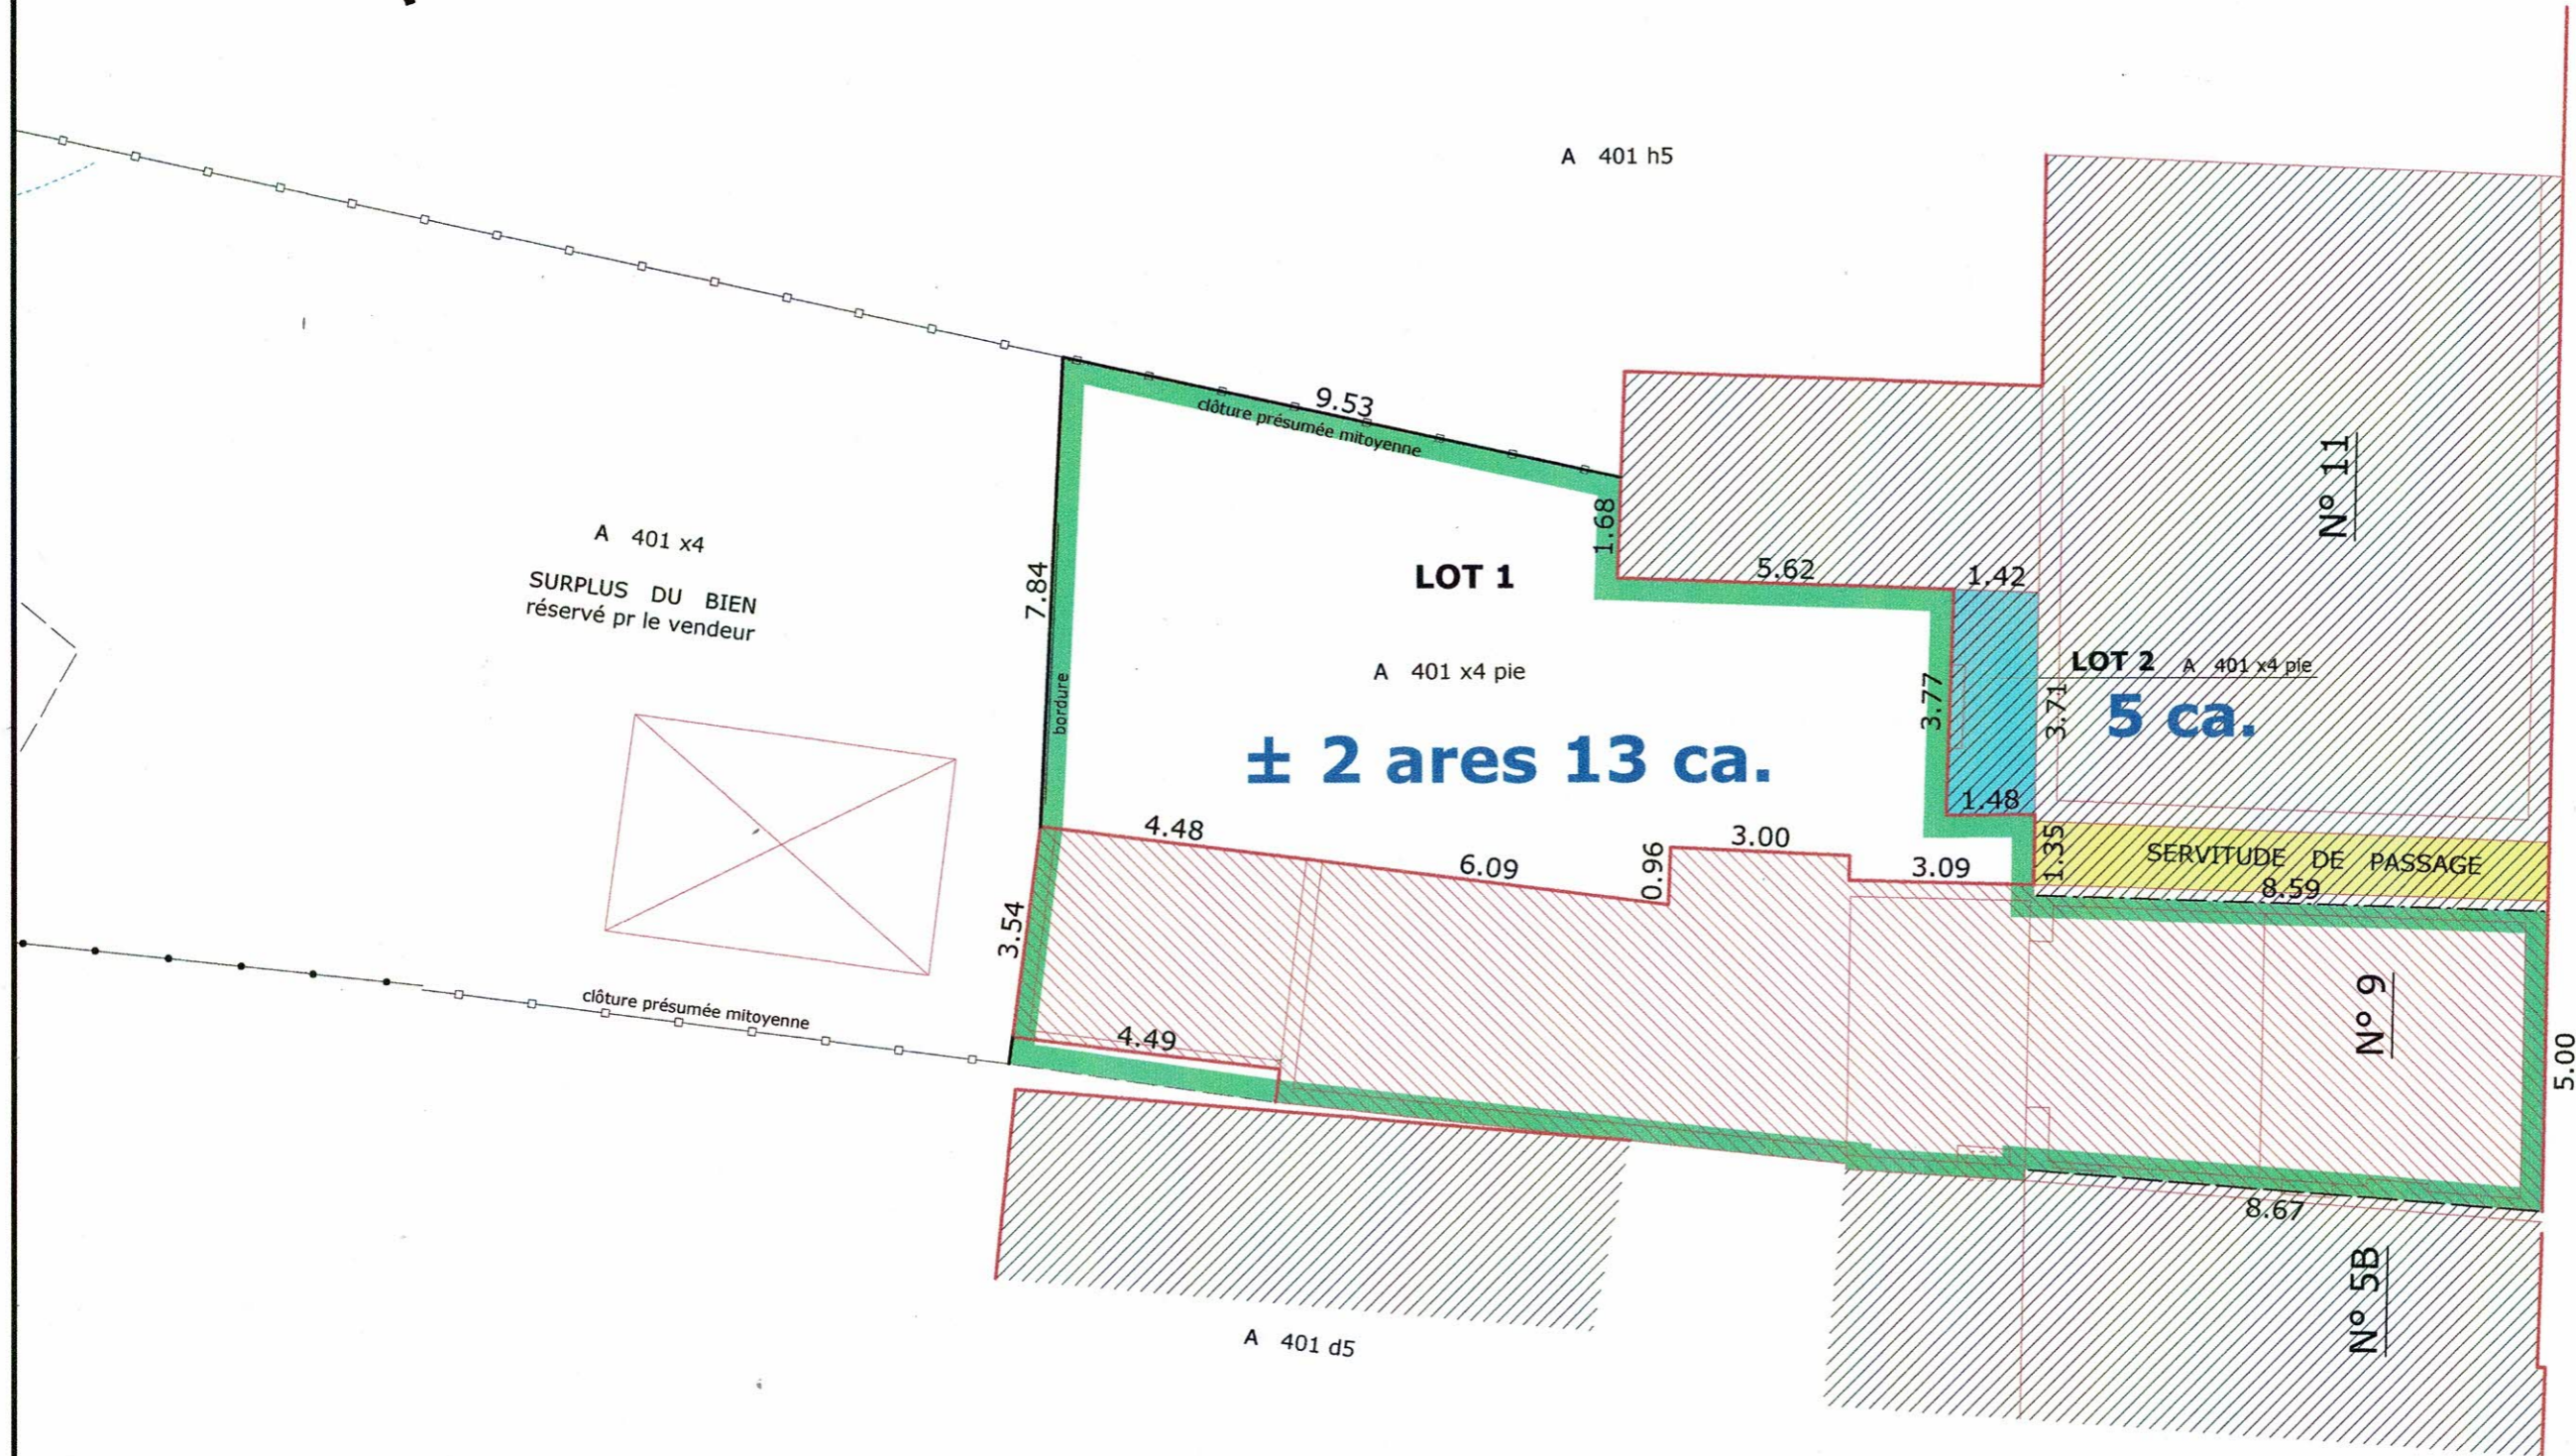 A 401 h5
9.53
clôture présumée mitoyenne
N° 11
1.68
A 401 x4
SURPLUS DU BIEN
réservé pr le vendeur
7.84
bordure
LOT 1
5.62
1.42
A 401 x4 pie
± 2 ares 13 ca.
3.77
3.71
LOT 2 A 401 x4 pie
5 ca.
1.48
1.35
SERVITUDE DE PASSAGE
8.59
4.48
6.09
0.96
3.00
3.09
3.54
4.49
clôture présumée mitoyenne
N° 9
5.00
8.67
N° 5B
A 401 d5